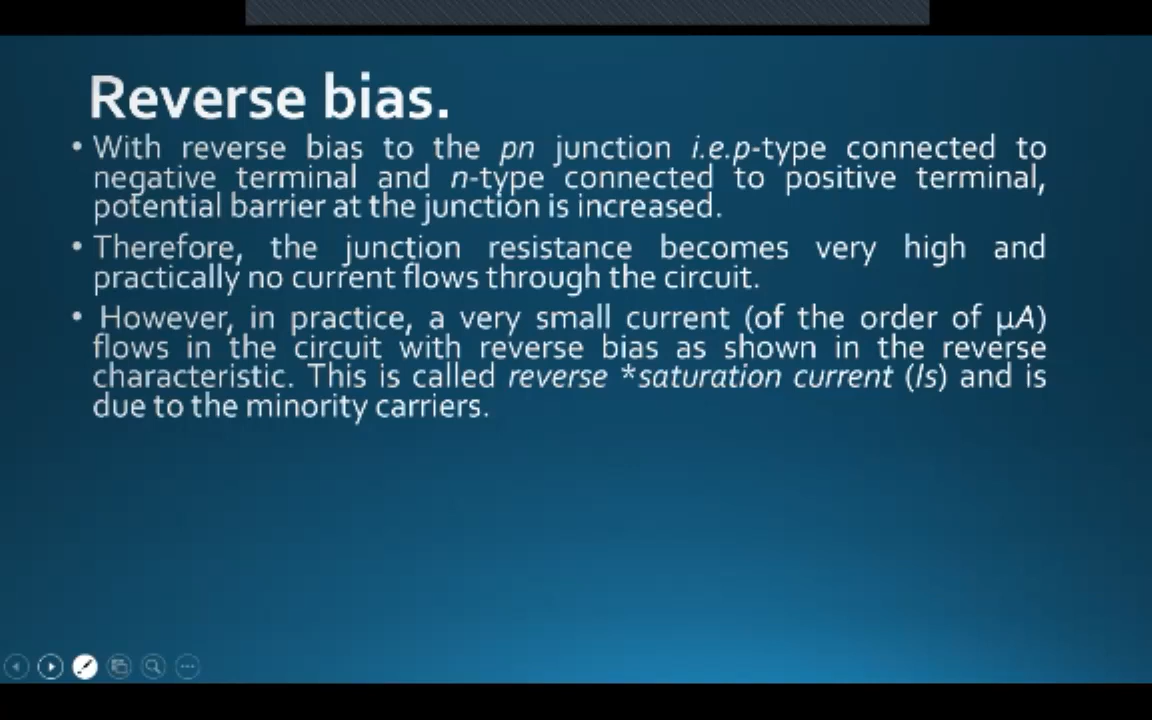 Reverse bias.
• With reverse bias to the pn junction i.e.p-type connected to
negative terminal and n-type connected to positive terminal,
potential barrier at the junction is increased.
• Therefore, the junction resistance becomes very high and
practically no current flows through the circuit.
• However, in practice, a very small current (of the order of μA)
flows in the circuit with reverse bias as shown in the reverse
characteristic. This is called reverse *saturation current (Is) and is
due to the minority carriers.